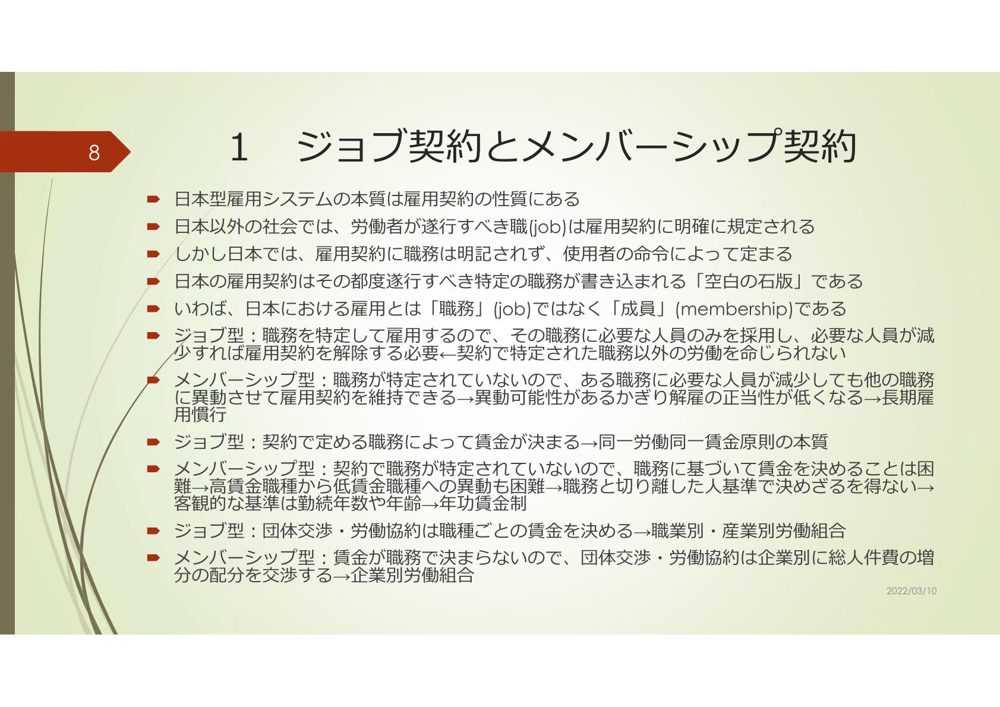 8
1　ジョブ契約とメンバーシップ契約
日本型雇用システムの本質は雇用契約の性質にある
日本以外の社会では、労働者が遂行すべき職(job)は雇用契約に明確に規定される
しかし日本では、雇用契約に職務は明記されず、使用者の命令によって定まる
日本の雇用契約はその都度遂行すべき特定の職務が書き込まれる「空白の石版」である
いわば、日本における雇用とは「職務」(job)ではなく「成員」(membership)である
ジョブ型：職務を特定して雇用するので、その職務に必要な人員のみを採用し、必要な人員が減
少すれば雇用契約を解除する必要←契約で特定された職務以外の労働を命じられない
メンバーシップ型：職務が特定されていないので、ある職務に必要な人員が減少しても他の職務
に異動させて雇用契約を維持できる→異動可能性があるかぎり解雇の正当性が低くなる→長期雇
用慣行
ジョブ型：契約で定める職務によって賃金が決まる→同一労働同一賃金原則の本質
メンバーシップ型：契約で職務が特定されていないので、職務に基づいて賃金を決めることは困
難→高賃金職種から低賃金職種への異動も困難→職務と切り離した人基準で決めざるを得ない→
客観的な基準は勤続年数や年齢→年功賃金制
ジョブ型：団体交渉・労働協約は職種ごとの賃金を決める→職業別・産業別労働組合
メンバーシップ型：賃金が職務で決まらないので、団体交渉・労働協約は企業別に総人件費の増
分の配分を交渉する→企業別労働組合
2022/03/10